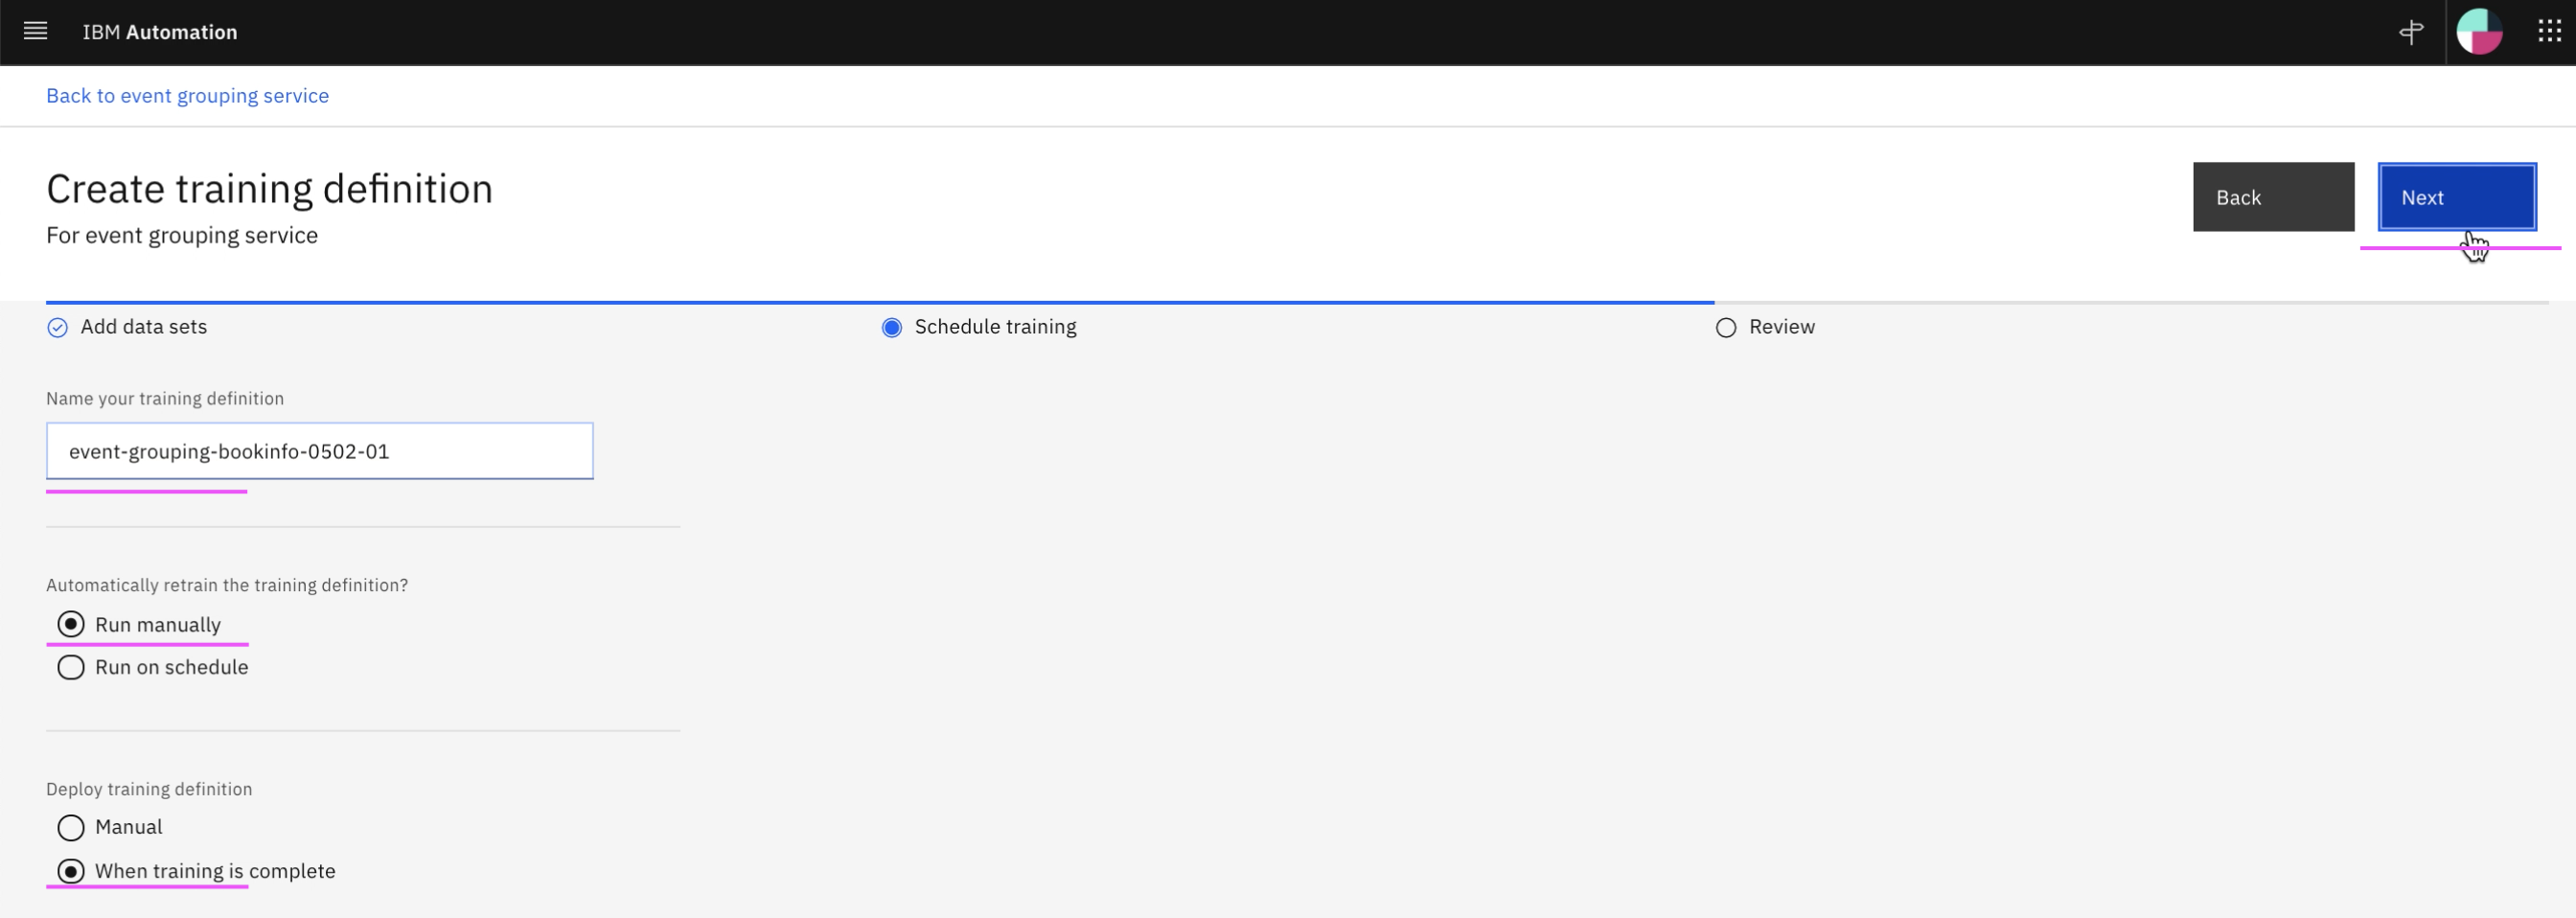 IBM Automation
Back to event grouping service
Create training definition
For event grouping service
Back
Next
Add data sets
Schedule training
Review
Name your training definition
event-grouping-bookinfo-0502-01
Automatically retrain the training definition?
Run manually
Run on schedule
Deploy training definition
Manual
When training is complete